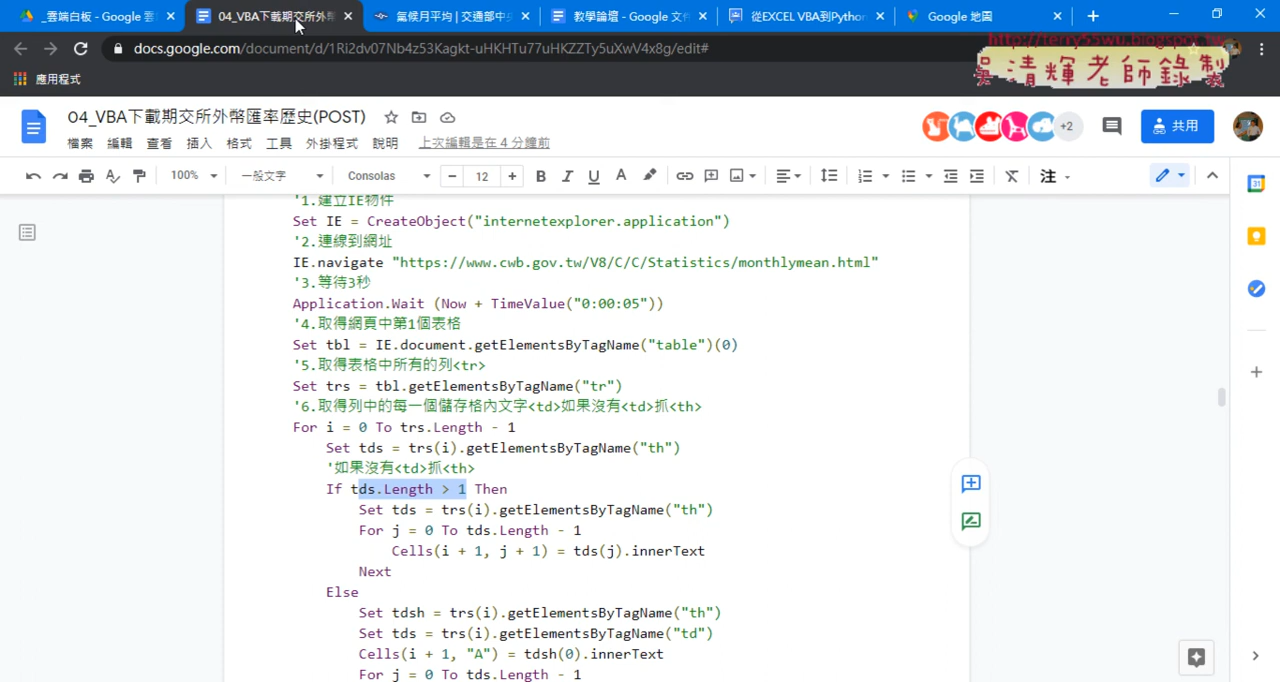 _雲端白板 - Google 雲
04_VBA下載期交所外幣
氣候月平均 | 交通部中央
教學論壇 - Google 文件
從EXCEL VBA到Python
Google 地圖
docs.google.com/document/d/1Ri2dv07Nb4z53Kagkt-uHKHTu77uHKZZTy5uXwV4x8g/edit#
http://terry55wu.blogspot
吳清輝老師錄製
應用程式
04_VBA下載期交所外幣匯率歷史(POST)
+2
共用
檔案 編輯 查看 插入 格式 工具 外掛程式 說明 上次編輯是在 4 分鐘前
100% 一般文字 Consolas 12 B I U A 注
'1.建立IE物件
Set IE = CreateObject("internetexplorer.application")
'2.連線到網址
IE.navigate "https://www.cwb.gov.tw/V8/C/C/Statistics/monthlymean.html"
'3.等待3秒
Application.Wait (Now + TimeValue("0:00:05"))
'4.取得網頁中第1個表格
Set tbl = IE.document.getElementsByTagName("table")(0)
'5.取得表格中所有的列<tr>
Set trs = tbl.getElementsByTagName("tr")
'6.取得列中的每一個儲存格內文字<td>如果沒有<td>抓<th>
For i = 0 To trs.Length - 1
Set tds = trs(i).getElementsByTagName("th")
'如果沒有<td>抓<th>
If tds.Length > 1 Then
Set tds = trs(i).getElementsByTagName("th")
For j = 0 To tds.Length - 1
Cells(i + 1, j + 1) = tds(j).innerText
Next
Else
Set tdsh = trs(i).getElementsByTagName("th")
Set tds = trs(i).getElementsByTagName("td")
Cells(i + 1, "A") = tdsh(0).innerText
For j = 0 To tds.Length - 1